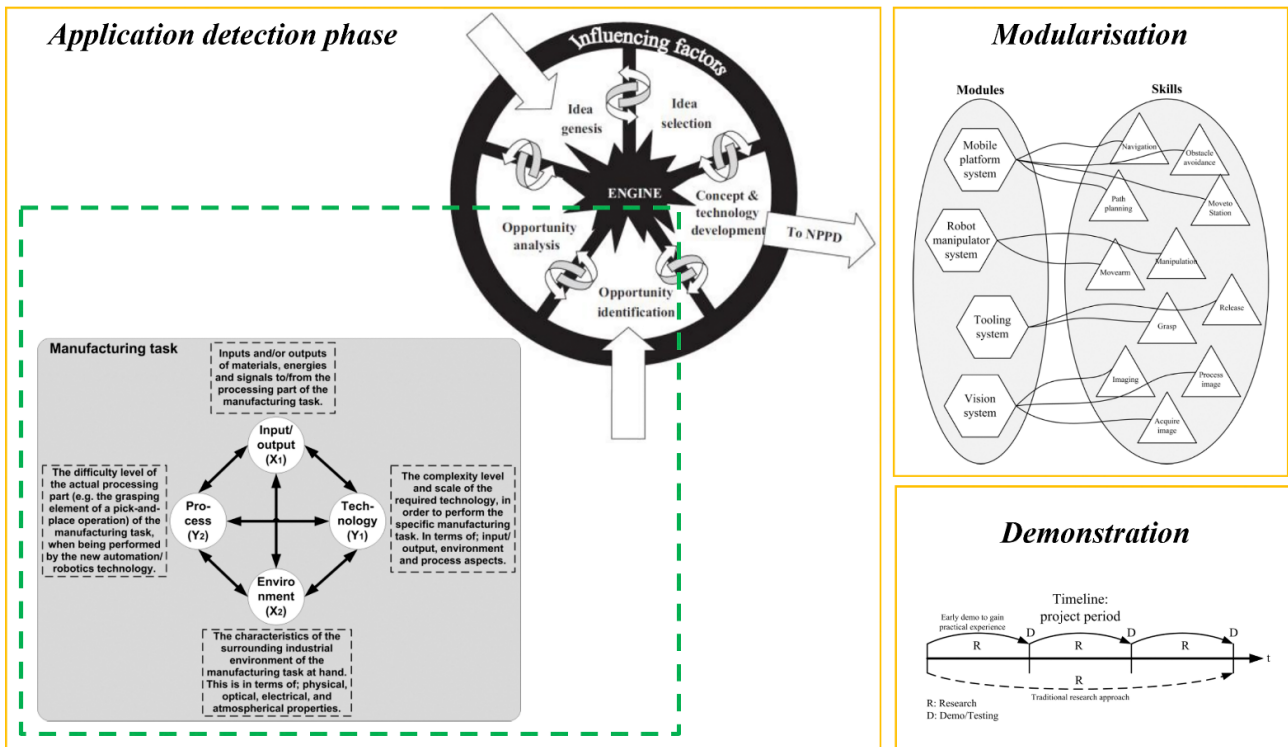 Application detection phase
Influencing factors
Idea
genesis
Idea
selection
ENGINE
Concept &
technology
development
Opportunity
analysis
Opportunity
identification
To NPPD
Manufacturing task
Inputs and/or outputs
of materials, energies
and signals to/from the
processing part of the
manufacturing task.
Input/
output
(X1)
The difficulty level of
the actual processing
part (e.g. the grasping
element of a pick-and-
place operation) of the
manufacturing task,
when being performed
by the new automation/
robotics technology.
Pro-
cess
(Y2)
Tech-
nology
(Y1)
The complexity level
and scale of the
required technology, in
order to perform the
specific manufacturing
task. In terms of; input/
output, environment
and process aspects.
Enviro
nment
(X2)
The characteristics of the
surrounding industrial
environment of the
manufacturing task at hand.
This is in terms of; physical,
optical, electrical, and
atmospherical properties.
Modularisation
Modules
Skills
Mobile
platform
system
Robot
manipulator
system
Tooling
system
Vision
system
Navigation
Obstacle
avoidance
Path
planning
Moveto
Station
Movearm
Manipulation
Release
Grasp
Imaging
Process
image
Acquire
image
Demonstration
Timeline:
project period
Early demo to gain
practical experience
D
D
D
R
R
R
t
R
Traditional research approach
R: Research
D: Demo/Testing